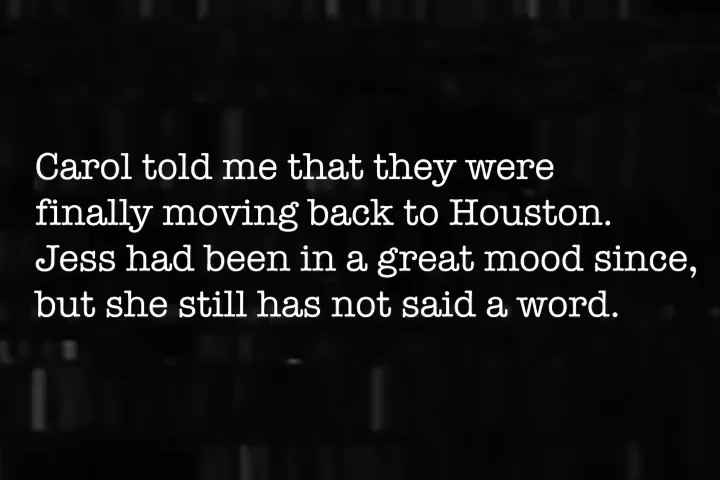 Carol told me that they were
finally moving back to Houston.
Jess had been in a great mood since,
but she still has not said a word.